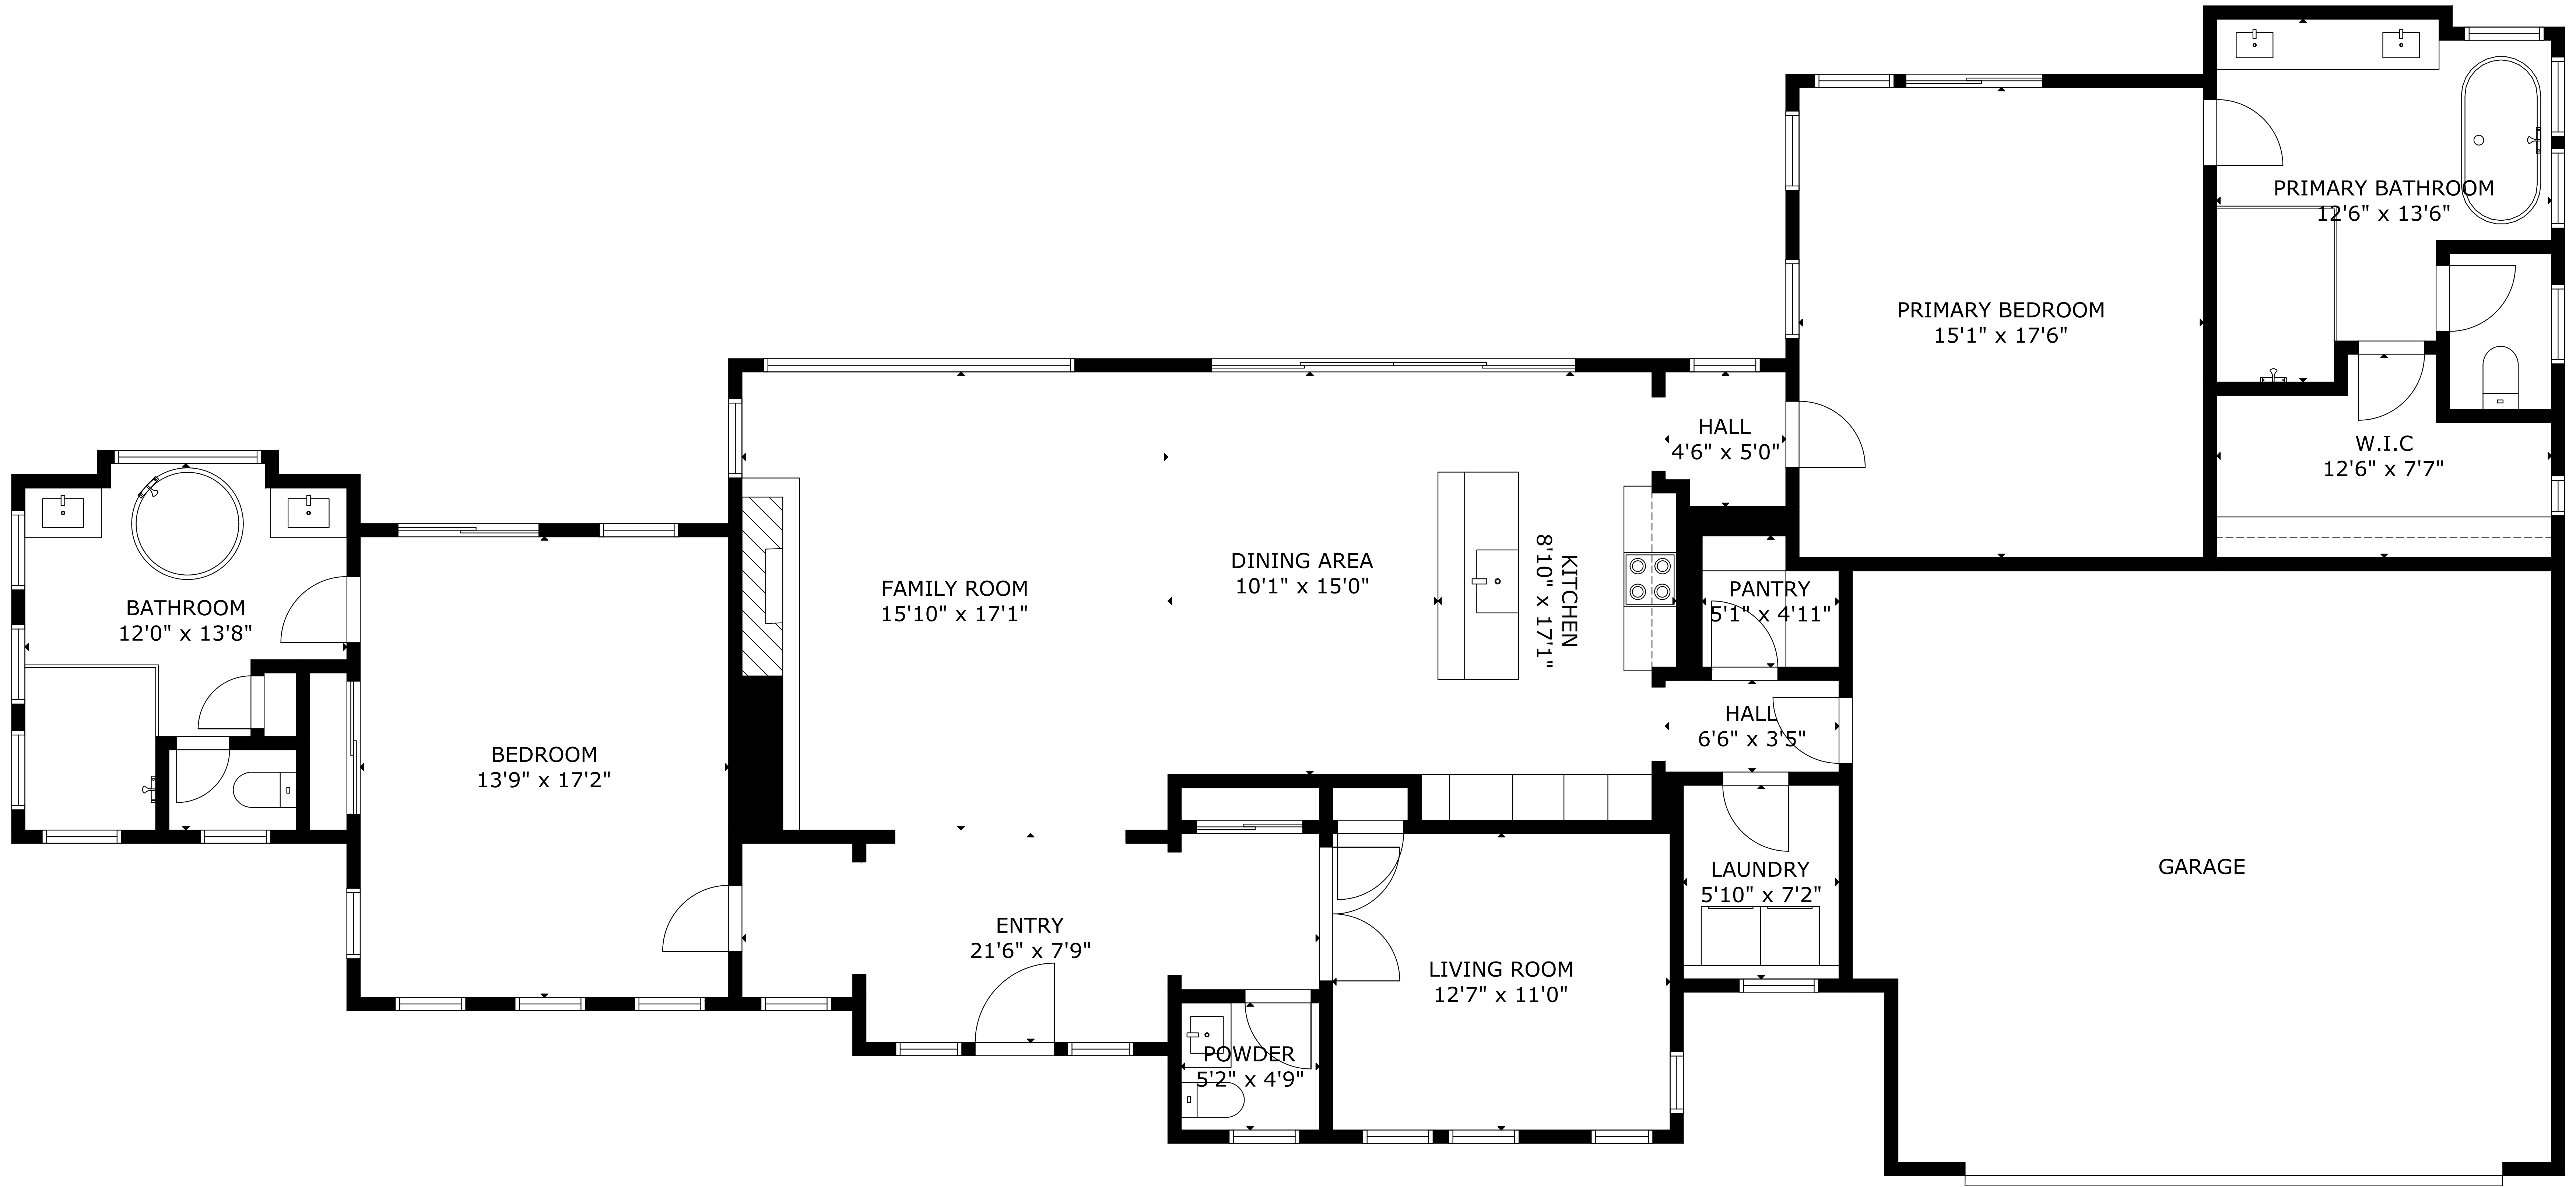 PRIMARY BATHROOM
12'6" x 13'6"
PRIMARY BEDROOM
15'1" x 17'6"
HALL
4'6" x 5'0"
W.I.C
12'6" x 7'7"
BATHROOM
12'0" x 13'8"
FAMILY ROOM
15'10" x 17'1"
DINING AREA
10'1" x 15'0"
KITCHEN
8'10" x 17'1"
PANTRY
5'1" x 4'11"
BEDROOM
13'9" x 17'2"
HALL
6'6" x 3'5"
LAUNDRY
5'10" x 7'2"
GARAGE
ENTRY
21'6" x 7'9"
LIVING ROOM
12'7" x 11'0"
POWDER
5'2" x 4'9"